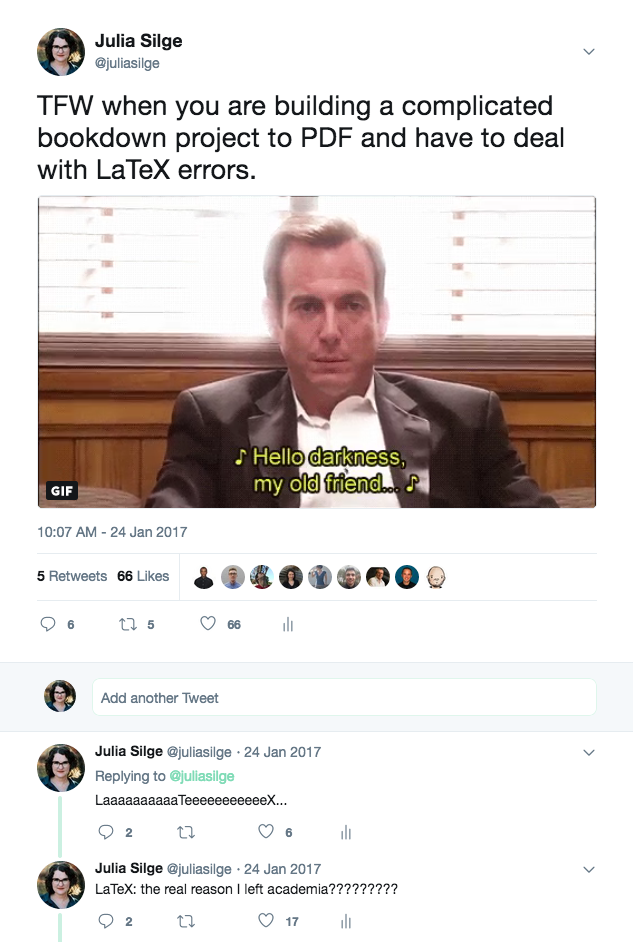 Julia Silge
@juliasilge
TFW when you are building a complicated
bookdown project to PDF and have to deal
with LaTeX errors.
♪ Hello darkness,
my old friend... ♪
GIF
10:07 AM - 24 Jan 2017
5 Retweets 66 Likes
6 5 66
Add another Tweet
Julia Silge @juliasilge · 24 Jan 2017
Replying to @juliasilge
LaaaaaaaaaaTeeeeeeeeeeeX...
2 6
Julia Silge @juliasilge · 24 Jan 2017
LaTeX: the real reason I left academia?????????
2 17